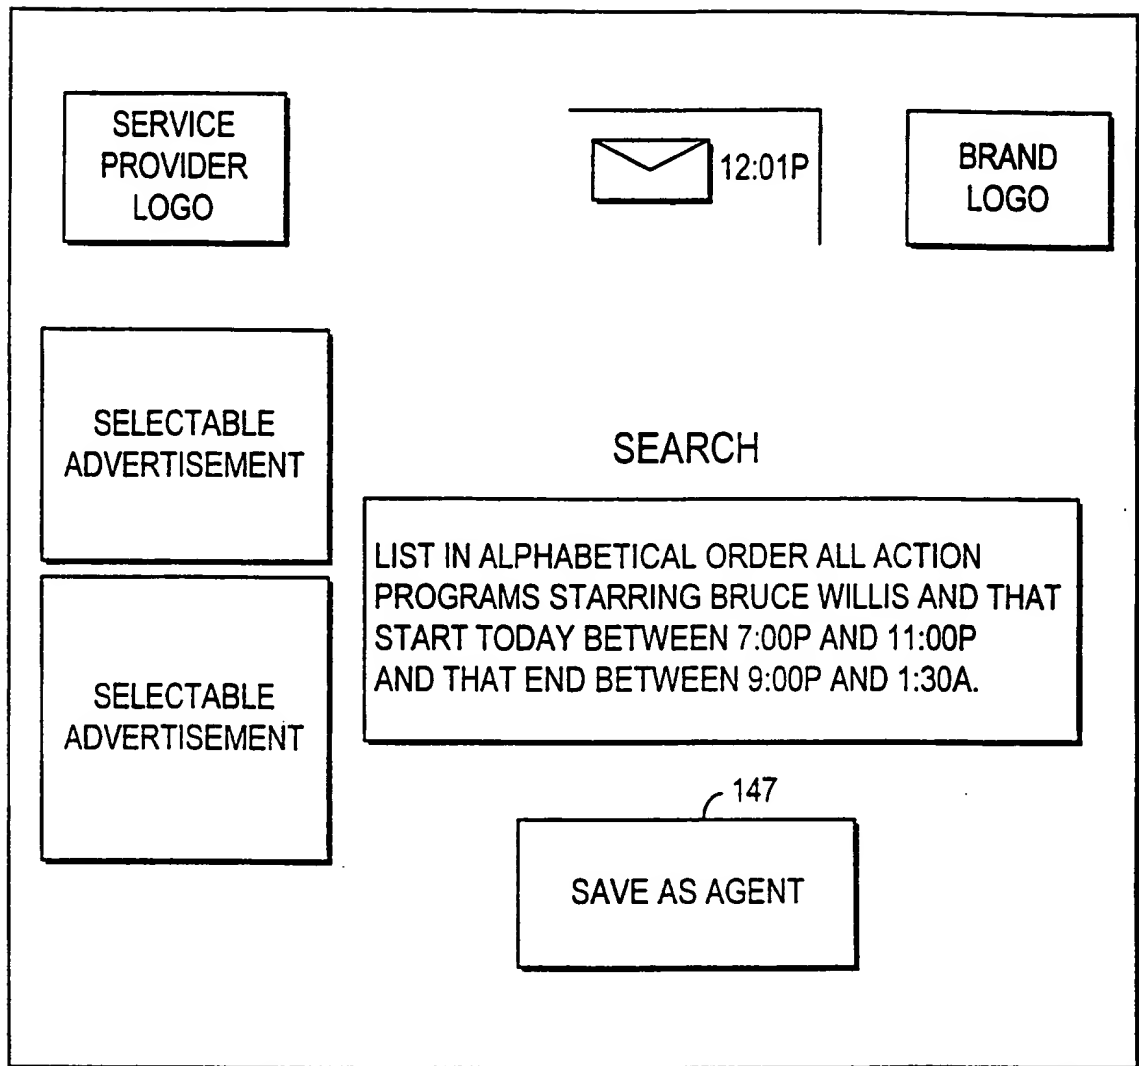 SERVICE
PROVIDER
LOGO
12:01P
BRAND
LOGO
SELECTABLE
ADVERTISEMENT
SEARCH
LIST IN ALPHABETICAL ORDER ALL ACTION
PROGRAMS STARRING BRUCE WILLIS AND THAT
START TODAY BETWEEN 7:00P AND 11:00P
AND THAT END BETWEEN 9:00P AND 1:30A.
SELECTABLE
ADVERTISEMENT
147
SAVE AS AGENT